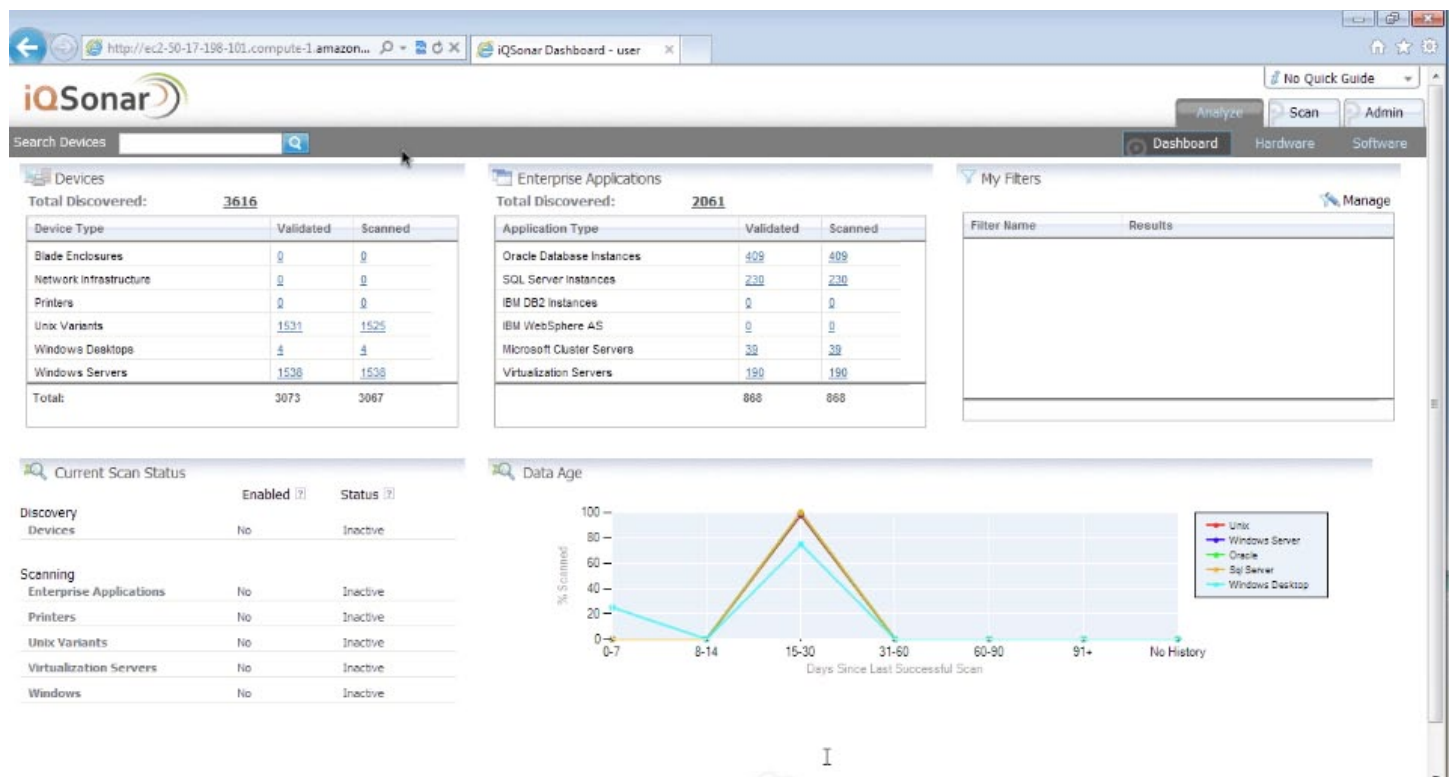 http://ec2-50-17-198-101.compute-1.amazon...
iQSonar Dashboard - user
iQSonar
No Quick Guide
Analyze Scan Admin
Search Devices
Dashboard Hardware Software
Devices
Total Discovered: 3616
Device Type Validated Scanned
Blade Enclosures 0 0
Network Infrastructure 0 0
Printers 0 0
Unix Variants 1531 1525
Windows Desktops 4 4
Windows Servers 1538 1538
Total: 3073 3067
Enterprise Applications
Total Discovered: 2061
Application Type Validated Scanned
Oracle Database Instances 409 409
SQL Server Instances 230 230
IBM DB2 Instances 0 0
IBM WebSphere AS 0 0
Microsoft Cluster Servers 39 39
Virtualization Servers 190 190
868 868
My Filters
Manage
Filter Name Results
Current Scan Status
Enabled ? Status ?
Discovery
Devices No Inactive
Scanning
Enterprise Applications No Inactive
Printers No Inactive
Unix Variants No Inactive
Virtualization Servers No Inactive
Windows No Inactive
Data Age
% Scanned
100
80
60
40
20
0
0-7 8-14 15-30 31-60 60-90 91+ No History
Days Since Last Successful Scan
Unix
Windows Server
Oracle
Sql Server
Windows Desktop